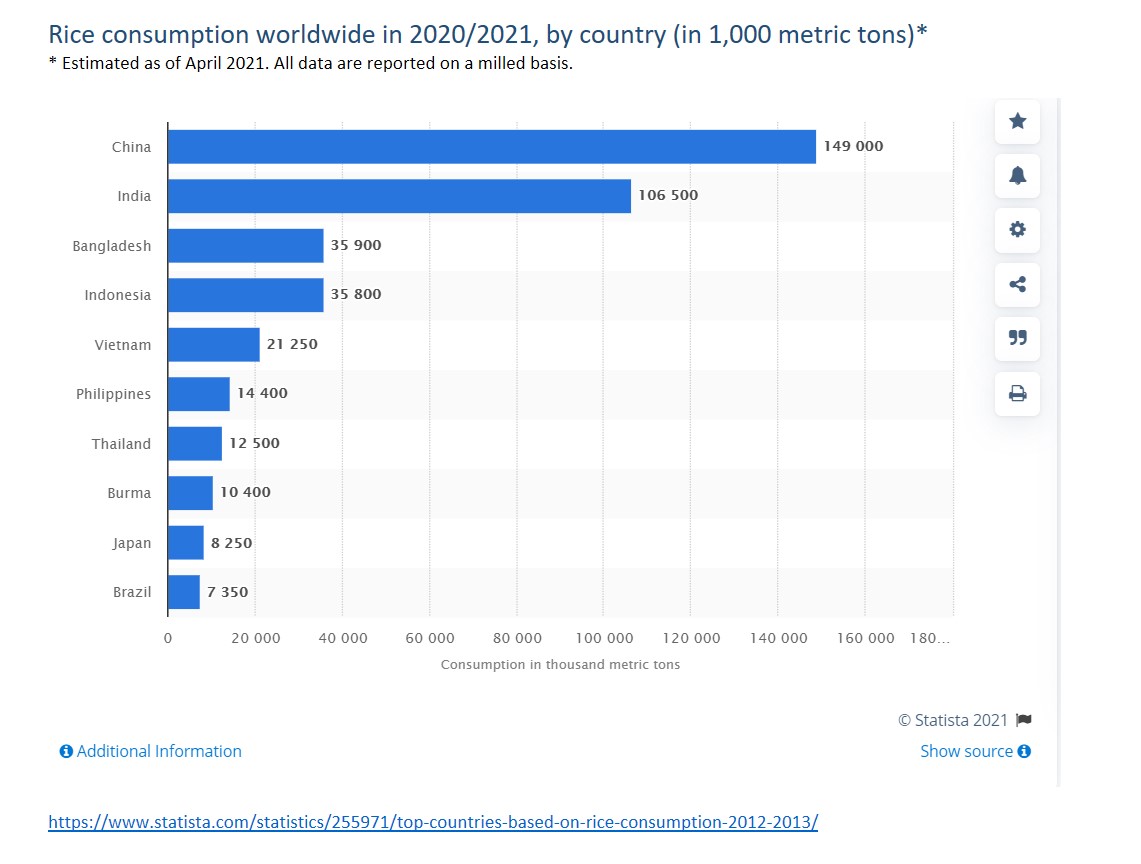 Rice consumption worldwide in 2020/2021, by country (in 1,000 metric tons)*
* Estimated as of April 2021. All data are reported on a milled basis.
China 149 000
India 106 500
Bangladesh 35 900
Indonesia 35 800
Vietnam 21 250
Philippines 14 400
Thailand 12 500
Burma 10 400
Japan 8 250
Brazil 7 350
0 20 000 40 000 60 000 80 000 100 000 120 000 140 000 160 000 180...
Consumption in thousand metric tons
© Statista 2021
Additional Information Show source
https://www.statista.com/statistics/255971/top-countries-based-on-rice-consumption-2012-2013/